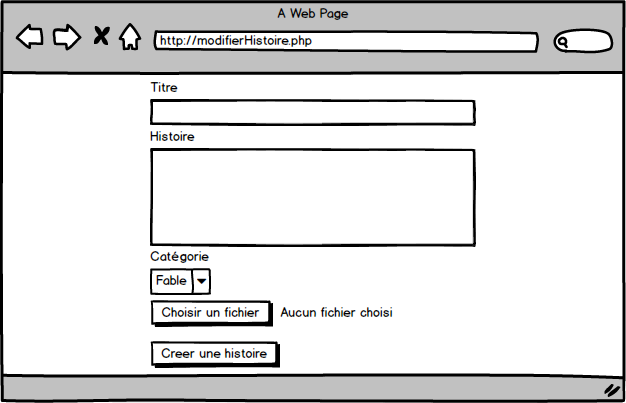 A Web Page
http://modifierHistoire.php
Titre
Histoire
Catégorie
Fable
Choisir un fichier Aucun fichier choisi
Creer une histoire